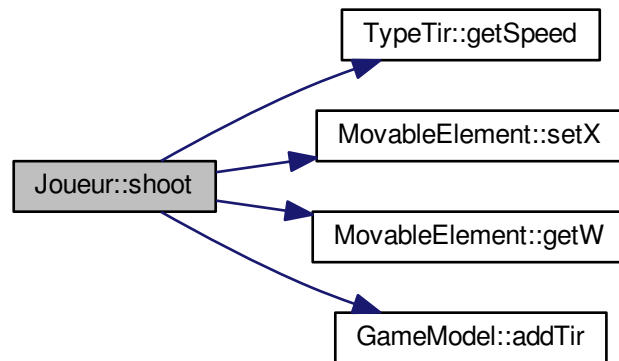 TypeTir::getSpeed
MovableElement::setX
Joueur::shoot
MovableElement::getW
GameModel::addTir